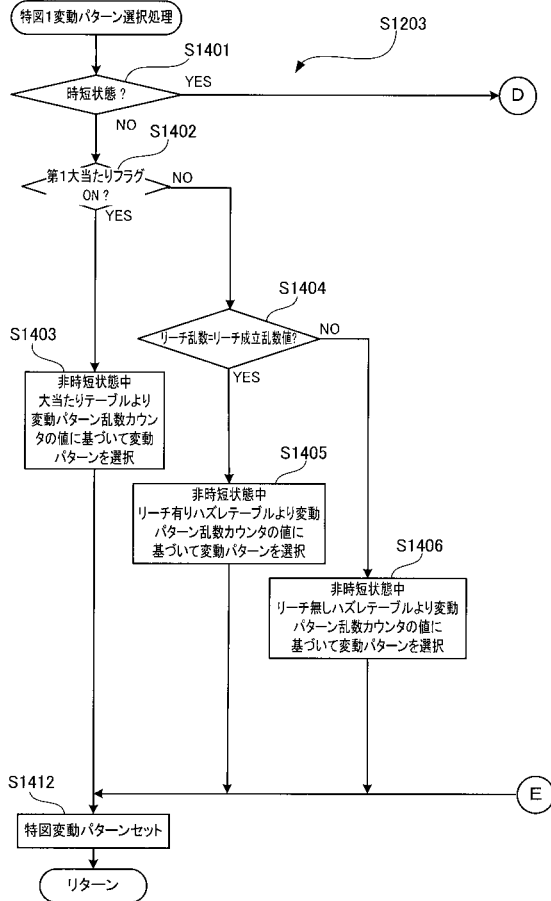 特図1変動パターン選択処理
S1401
S1203
時短状態?
YES
D
NO
S1402
第1大当たりフラグ
ON?
NO
YES
S1404
リーチ乱数=リーチ成立乱数値?
NO
YES
S1403
非時短状態中
大当たりテーブルより
変動パターン乱数カウン
タの値に基づいて変動
パターンを選択
S1405
非時短状態中
リーチ有りハズレテーブルより変動
パターン乱数カウンタの値に
基づいて変動パターンを選択
S1406
非時短状態中
リーチ無しハズレテーブルより変動
パターン乱数カウンタの値に
基づいて変動パターンを選択
E
S1412
特図変動パターンセット
リターン